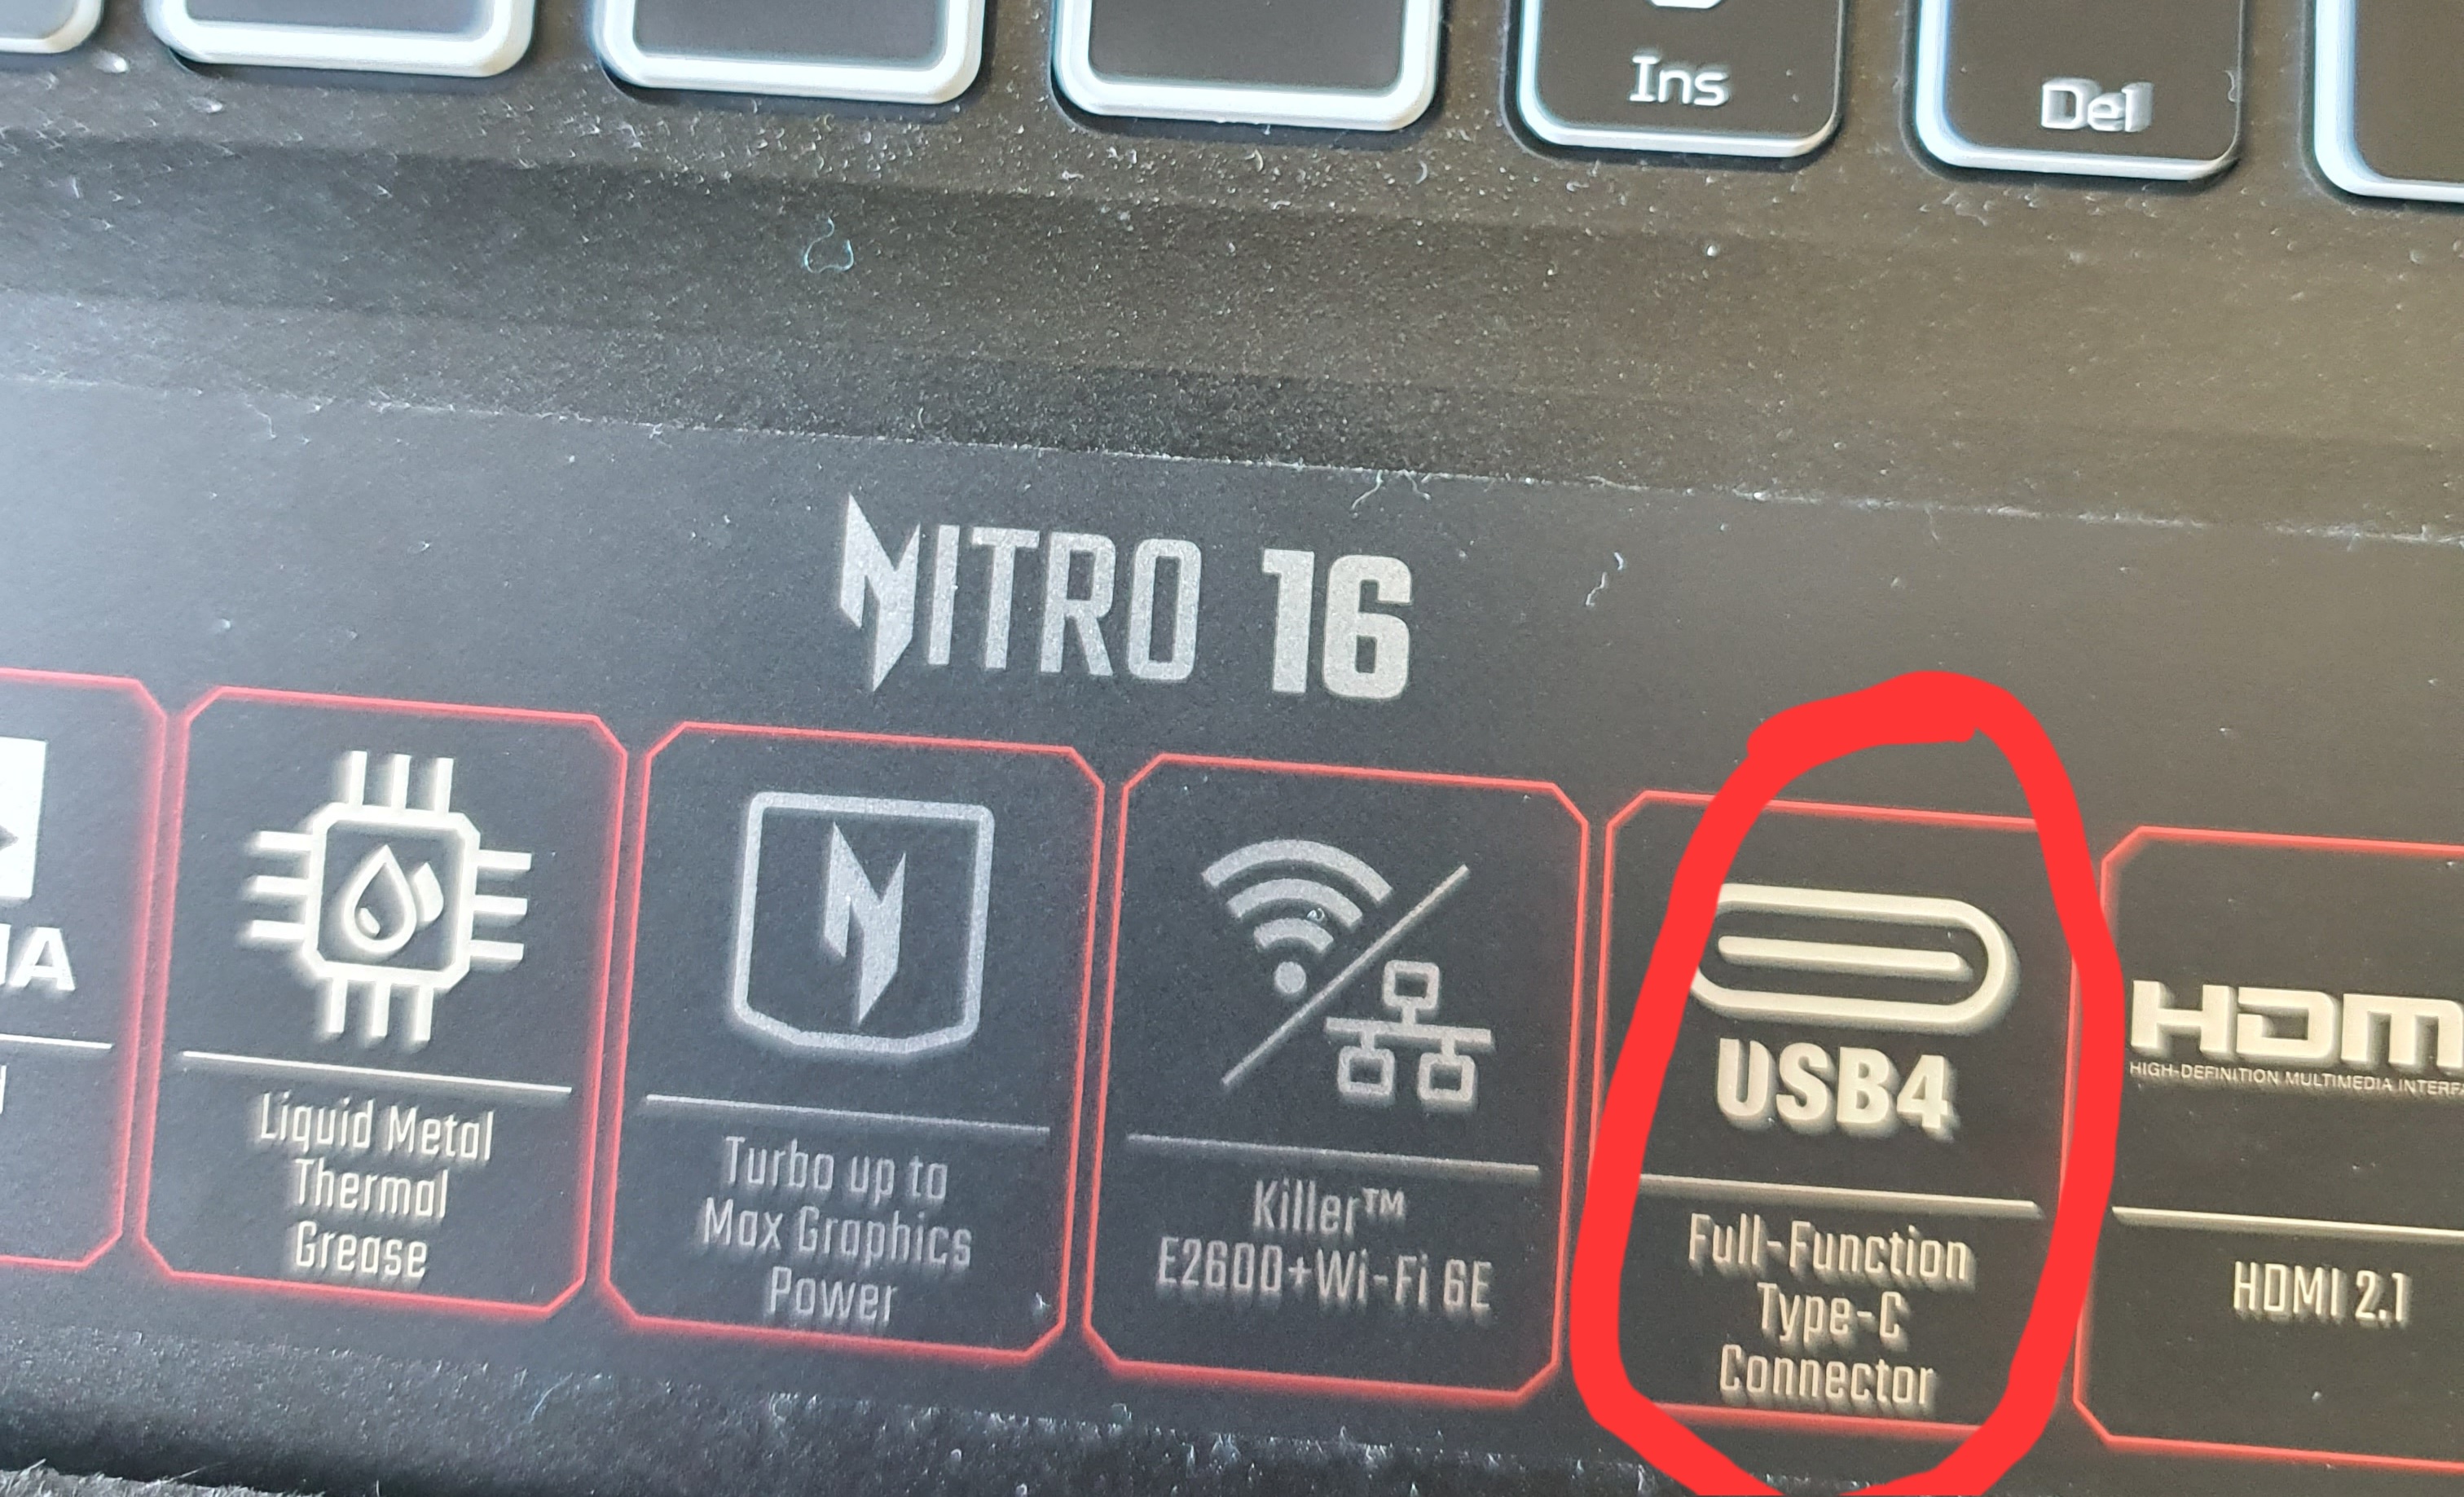 Ins
Del
NITRO 16
Liquid Metal
Thermal
Grease
Turbo up to
Max Graphics
Power
Killer™
E2600+Wi-Fi 6E
USB4
Full-Function
Type-C
Connector
HIGH-DEFINITION MULTIMEDIA
HDMI 2.1